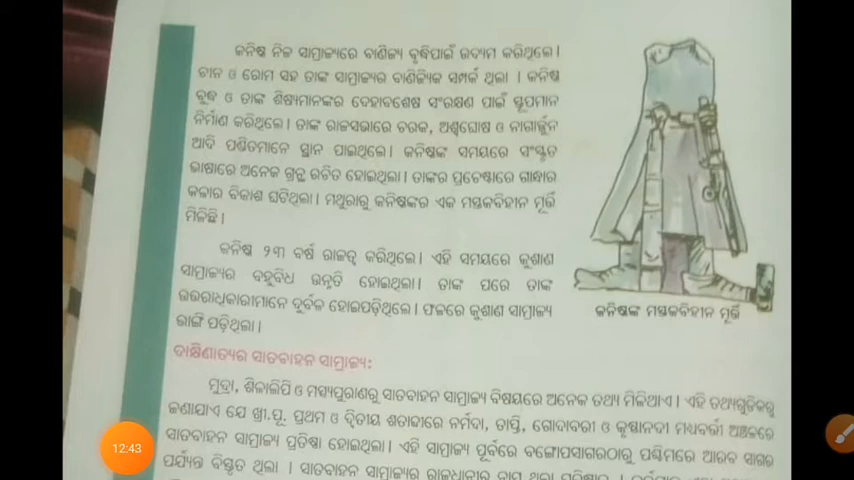 କନିଷ୍କ ନିଜ ସାମ୍ରାଜ୍ୟରେ ବାଣିଜ୍ୟ ବୃଦ୍ଧିପାଇଁ ଉଦ୍ୟମ କରିଥିଲେ।
ଚୀନ ଓ ରୋମ ସହ ତାଙ୍କ ସାମ୍ରାଜ୍ୟର ବାଣିଜ୍ୟିକ ସମ୍ପର୍କ ଥିଲା । କନିଷ୍କ
ବୁଦ୍ଧ ଓ ତାଙ୍କ ଶିଷ୍ୟମାନଙ୍କର ଦେହାବଶେଷ ସଂରକ୍ଷଣ ପାଇଁ ସ୍ତୂପମାନ
ନିର୍ମାଣ କରିଥିଲେ। ତାଙ୍କ ରାଜସଭାରେ ଚରକ, ଅଶ୍ୱଘୋଷ ଓ ନାଗାର୍ଜୁନ
ଆଦି ପଣ୍ଡିତମାନେ ସ୍ଥାନ ପାଇଥିଲେ। କନିଷ୍କଙ୍କ ସମୟରେ ସଂସ୍କୃତ
ଭାଷାରେ ଅନେକ ଗ୍ରନ୍ଥ ରଚିତ ହୋଇଥିଲା। ତାଙ୍କର ପ୍ରଚେଷ୍ଟାରେ ଗାନ୍ଧାର
କଳାର ବିକାଶ ଘଟିଥିଲା। ମଥୁରାରୁ କନିଷ୍କଙ୍କର ଏକ ମସ୍ତକବିହୀନ ମୂର୍ତ୍ତି
ମିଳିଛି।
କନିଷ୍କ ୨୩ ବର୍ଷ ରାଜତ୍ୱ କରିଥିଲେ। ଏହି ସମୟରେ କୁଶାଣ
ସାମ୍ରାଜ୍ୟର ବହୁବିଧ ଉନ୍ନତି ହୋଇଥିଲା। ତାଙ୍କ ପରେ ତାଙ୍କ
ଉତ୍ତରାଧିକାରୀମାନେ ଦୁର୍ବଳ ହୋଇପଡ଼ିଥିଲେ। ଫଳରେ କୁଶାଣ ସାମ୍ରାଜ୍ୟ
ଭାଙ୍ଗି ପଡ଼ିଥିଲା।
କନିଷ୍କଙ୍କ ମସ୍ତକବିହୀନ ମୂର୍ତ୍ତି
ଦାକ୍ଷିଣାତ୍ୟର ସାତବାହନ ସାମ୍ରାଜ୍ୟ:
ମୁଦ୍ରା, ଶିଳାଲିପି ଓ ମତ୍ସ୍ୟପୁରାଣରୁ ସାତବାହନ ସାମ୍ରାଜ୍ୟ ବିଷୟରେ ଅନେକ ତଥ୍ୟ ମିଳିଥାଏ। ଏହି ତଥ୍ୟଗୁଡ଼ିକରୁ
ଜଣାଯାଏ ଯେ ଖ୍ରୀ.ପୂ. ପ୍ରଥମ ଓ ଦ୍ୱିତୀୟ ଶତାବ୍ଦୀରେ ନର୍ମଦା, ତାପ୍ତି, ଗୋଦାବରୀ ଓ କୃଷ୍ଣାନଦୀ ମଧ୍ୟବର୍ତ୍ତୀ ଅଞ୍ଚଳରେ
ସାତବାହନ ସାମ୍ରାଜ୍ୟ ପ୍ରତିଷ୍ଠା ହୋଇଥିଲା। ଏହି ସାମ୍ରାଜ୍ୟ ପୂର୍ବରେ ବଙ୍ଗୋପସାଗରଠାରୁ ପଶ୍ଚିମରେ ଆରବ ସାଗର
ପର୍ଯ୍ୟନ୍ତ ବିସ୍ତୃତ ଥିଲା । ସାତବାହନ ସାମ୍ରାଜ୍ୟର ରାଜଧାନୀର ନାମ ଥିଲା
12:43